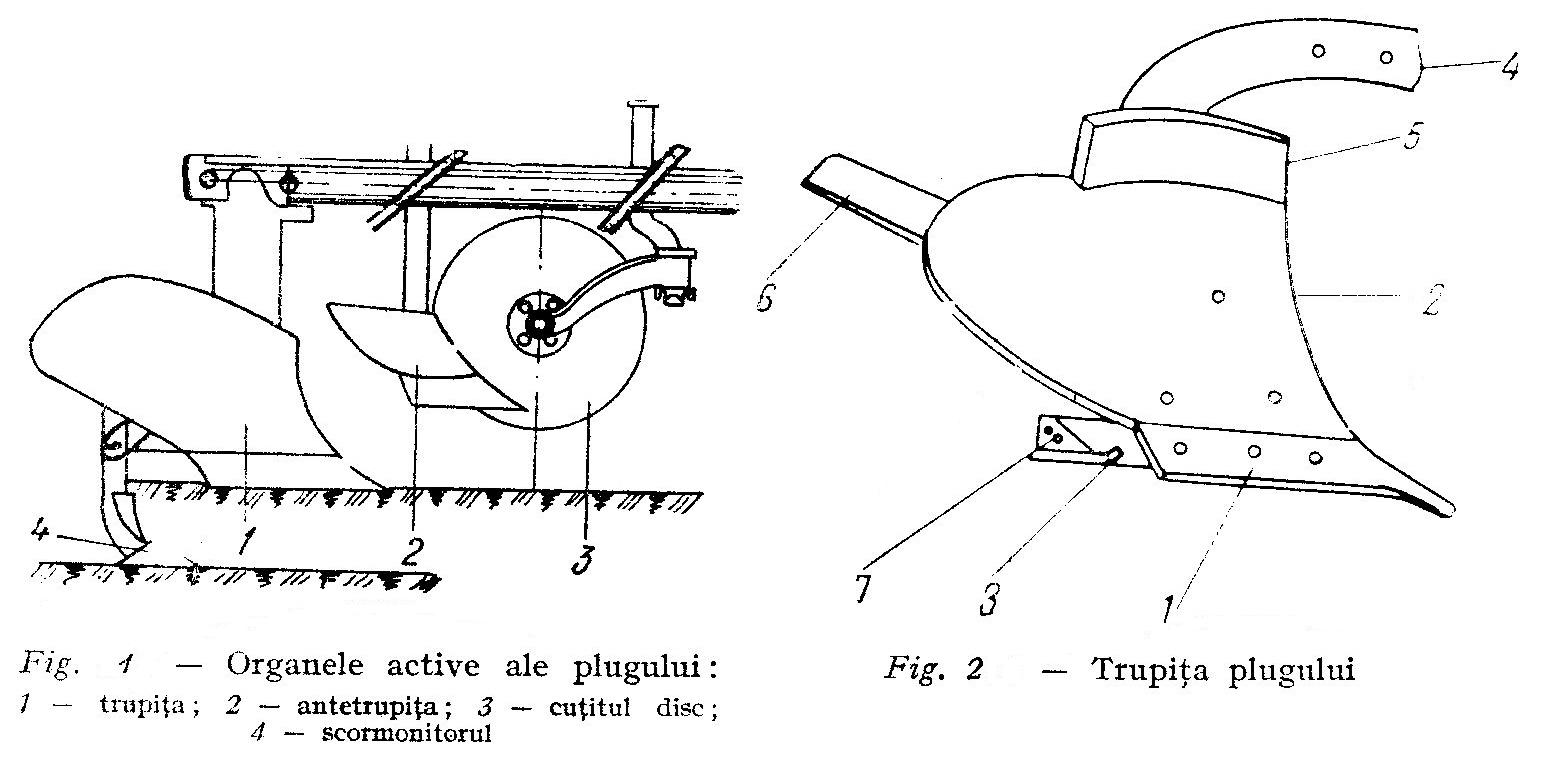 4
5
6
2
4
1
2
3
7
3
1
Fig. 1 — Organele active ale plugului:
1 — trupița; 2 — antetrupița; 3 — cuțitul disc;
4 — scormonitorul
Fig. 2 — Trupița plugului